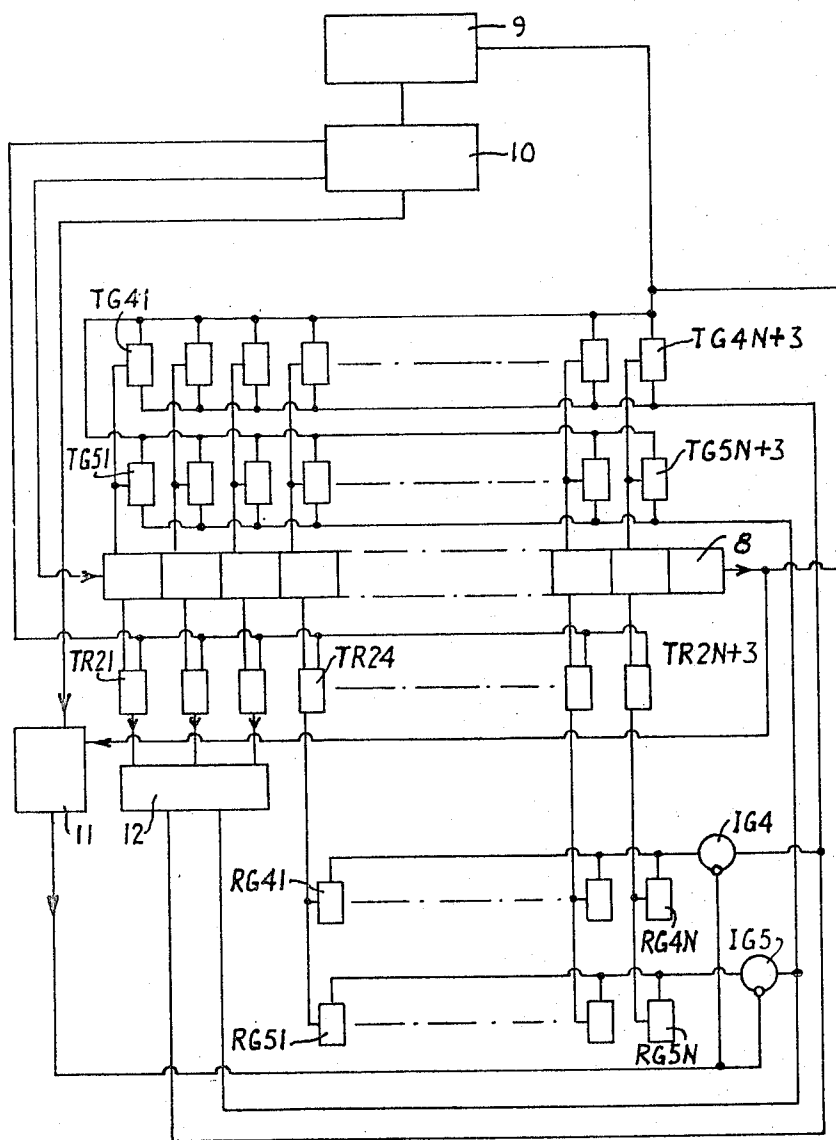 9
10
TG41
TG4N+3
TG51
TG5N+3
8
TR21
TR24
TR2N+3
11
12
IG4
RG41
RG4N
IG5
RG51
RG5N